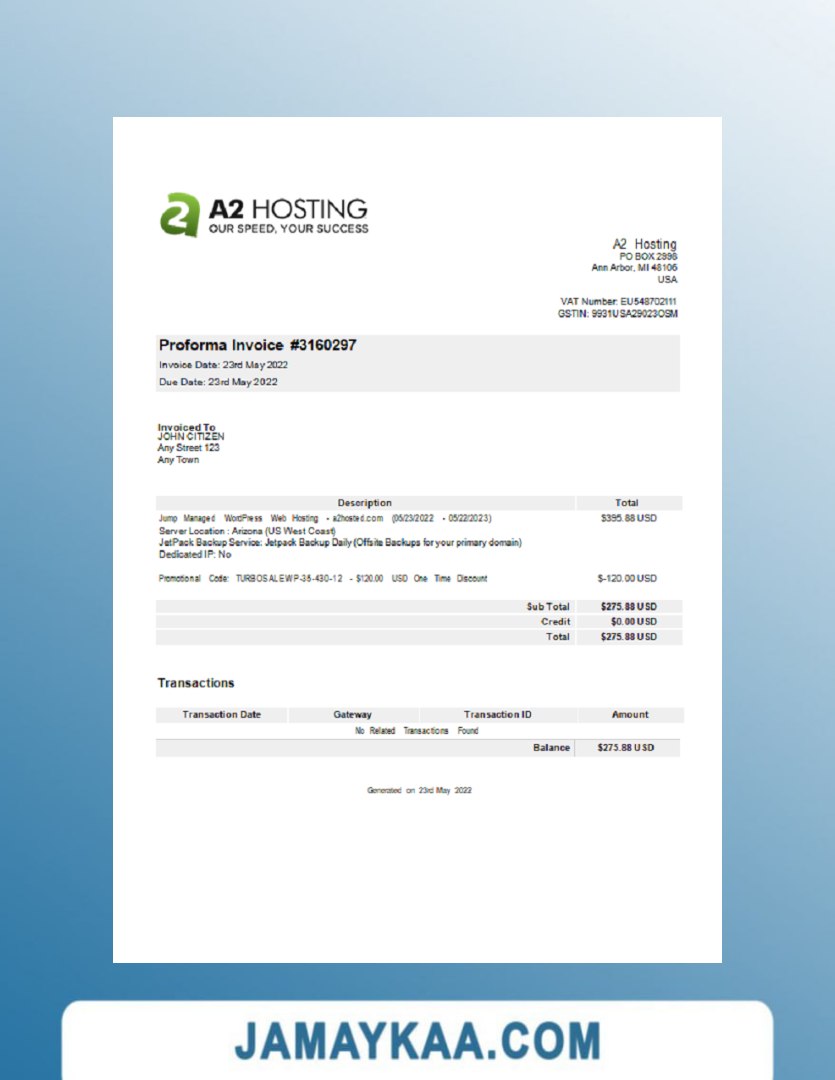 A2 HOSTING
OUR SPEED, YOUR SUCCESS
A2 Hosting
PO BOX 2998
Ann Arbor, MI 48106
USA
VAT Number: EU548702111
GSTIN: 9931USA29023OSM
Proforma Invoice #3160297
Invoice Date: 23rd May 2022
Due Date: 23rd May 2022
Invoiced To
JOHN CITIZEN
Any Street 123
Any Town
Description Total
Jump Managed WordPress Web Hosting - a2hosted.com (05/23/2022 - 05/22/2023) $395.88 USD
Server Location : Arizona (US West Coast)
JetPack Backup Service: Jetpack Backup Daily (Offsite Backups for your primary domain)
Dedicated IP: No
Promotional Code: TURBOSALEWP-36-430-12 - $120.00 USD One Time Discount $-120.00 USD
Sub Total $275.88 USD
Credit $0.00 USD
Total $275.88 USD
Transactions
Transaction Date Gateway Transaction ID Amount
No Related Transactions Found
Balance $275.88 USD
Generated on 23rd May 2022
JAMAYKAA.COM